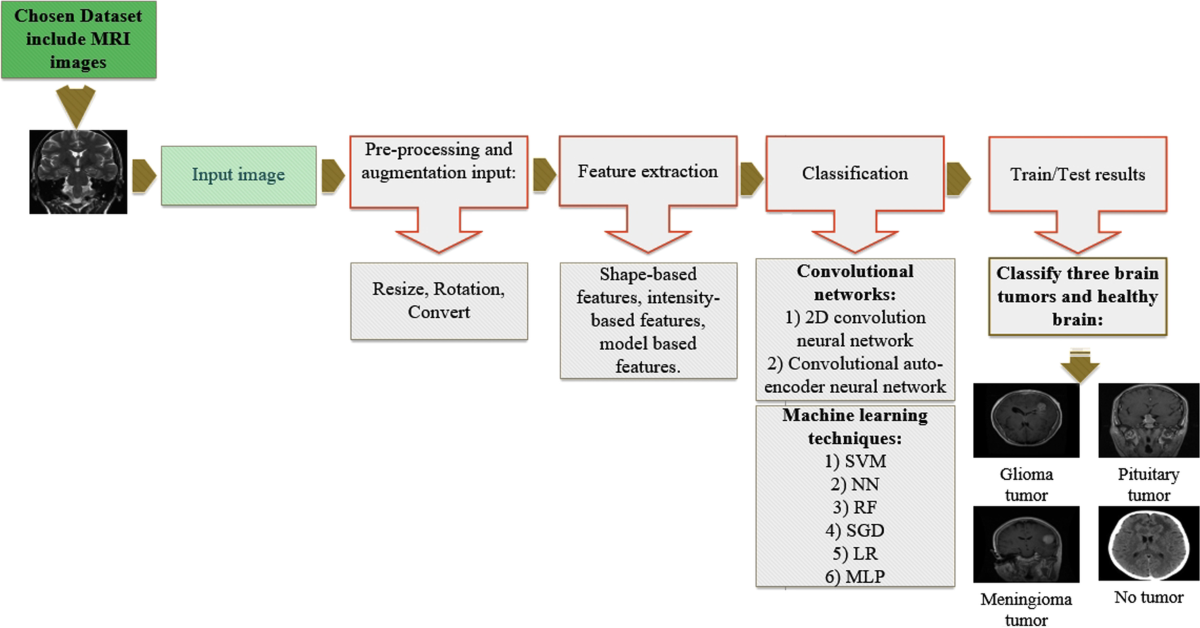 Chosen Dataset
include MRI
images
Input image
Pre-processing and
augmentation input:
Resize, Rotation,
Convert
Feature extraction
Shape-based
features, intensity-
based features,
model based
features.
Classification
Convolutional
networks:
1) 2D convolution
neural network
2) Convolutional auto-
encoder neural network
Machine learning
techniques:
1) SVM
2) NN
3) RF
4) SGD
5) LR
6) MLP
Train/Test results
Classify three brain
tumors and healthy
brain:
Glioma
tumor
Pituitary
tumor
Meningioma
tumor
No tumor